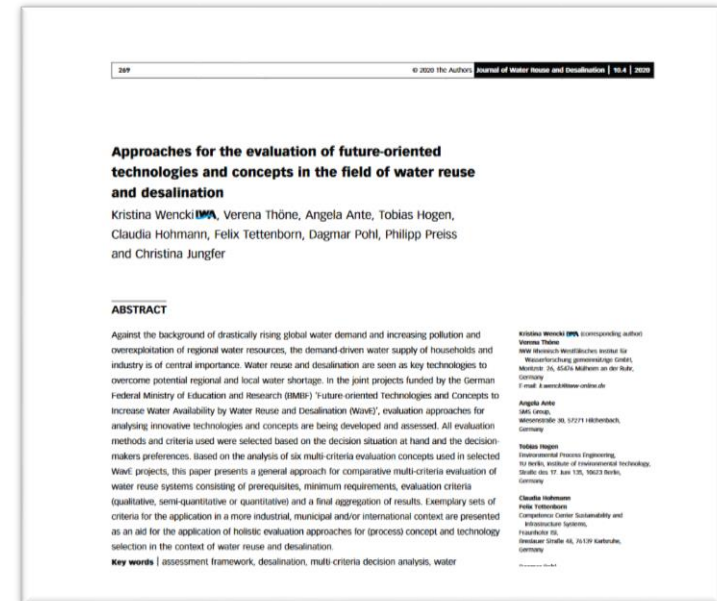 269
© 2020 The Authors Journal of Water Reuse and Desalination | 10.4 | 2020
Approaches for the evaluation of future-oriented
technologies and concepts in the field of water reuse
and desalination
Kristina Wencki IWA, Verena Thöne, Angela Ante, Tobias Hogen,
Claudia Hohmann, Felix Tettenborn, Dagmar Pohl, Philipp Preiss
and Christina Jungfer
ABSTRACT
Against the background of drastically rising global water demand and increasing pollution and
overexploitation of regional water resources, the demand-driven water supply of households and
industry is of central importance. Water reuse and desalination are seen as key technologies to
overcome potential regional and local water shortage. In the joint projects funded by the German
Federal Ministry of Education and Research (BMBF) 'Future-oriented Technologies and Concepts to
Increase Water Availability by Water Reuse and Desalination (WavE)', evaluation approaches for
analysing innovative technologies and concepts are being developed and assessed. All evaluation
methods and criteria used were selected based on the decision situation at hand and the decision-
makers preferences. Based on the analysis of six multi-criteria evaluation concepts used in selected
WavE projects, this paper presents a general approach for comparative multi-criteria evaluation of
water reuse systems consisting of prerequisites, minimum requirements, evaluation criteria
(qualitative, semi-quantitative or quantitative) and a final aggregation of results. Exemplary sets of
criteria for the application in a more industrial, municipal and/or international context are presented
as an aid for the application of holistic evaluation approaches for (process) concept and technology
selection in the context of water reuse and desalination.
Key words | assessment framework, desalination, multi-criteria decision analysis, water
Kristina Wencki IWA (corresponding author)
Verena Thöne
IWW Rheinisch-Westfälisches Institut für
Wasserforschung gemeinnützige GmbH,
Moritzstr. 26, 45476 Mülheim an der Ruhr,
Germany
E-mail: k.wencki@iww-online.de
Angela Ante
SMS Group,
Wiesenstraße 30, 57271 Hilchenbach,
Germany
Tobias Hogen
Environmental Process Engineering,
TU Berlin, Institute of Environmental Technology,
Straße des 17. Juni 135, 10623 Berlin,
Germany
Claudia Hohmann
Felix Tettenborn
Competence Center Sustainability and
Infrastructure Systems,
Fraunhofer ISI,
Breslauer Straße 48, 76139 Karlsruhe,
Germany